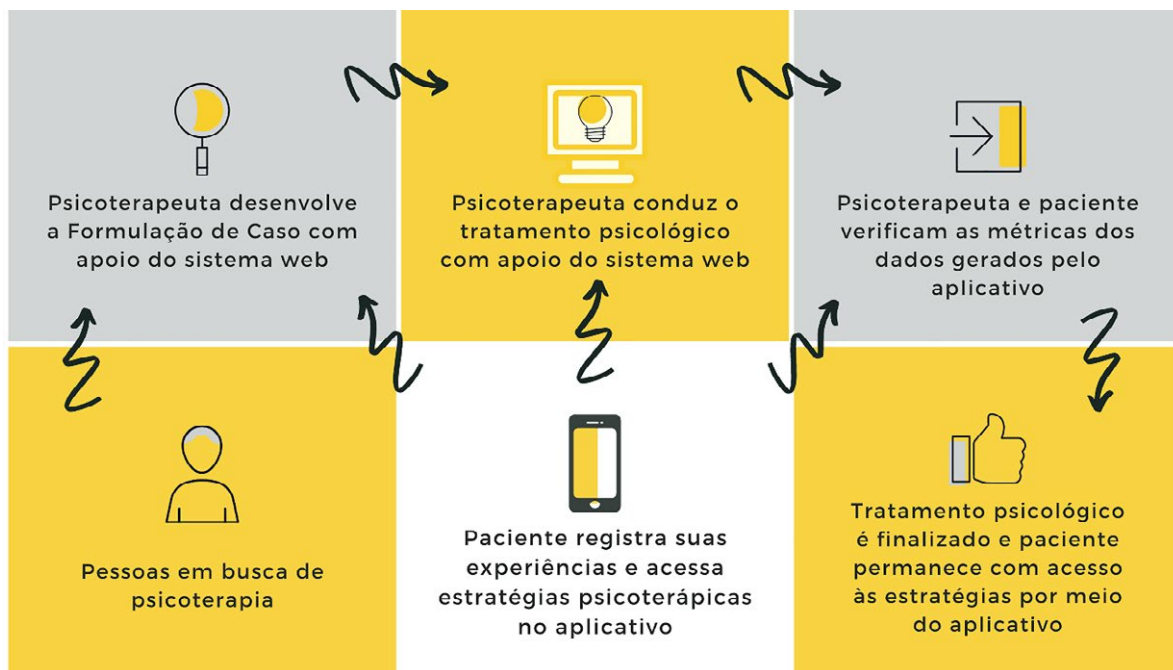 Psicoterapeuta desenvolve
a Formulação de Caso com
apoio do sistema web
Psicoterapeuta conduz o
tratamento psicológico
com apoio do sistema web
Psicoterapeuta e paciente
verificam as métricas dos
dados gerados pelo
aplicativo
Pessoas em busca de
psicoterapia
Paciente registra suas
experiências e acessa
estratégias psicoterápicas
no aplicativo
Tratamento psicológico
é finalizado e paciente
permanece com acesso
às estratégias por meio
do aplicativo